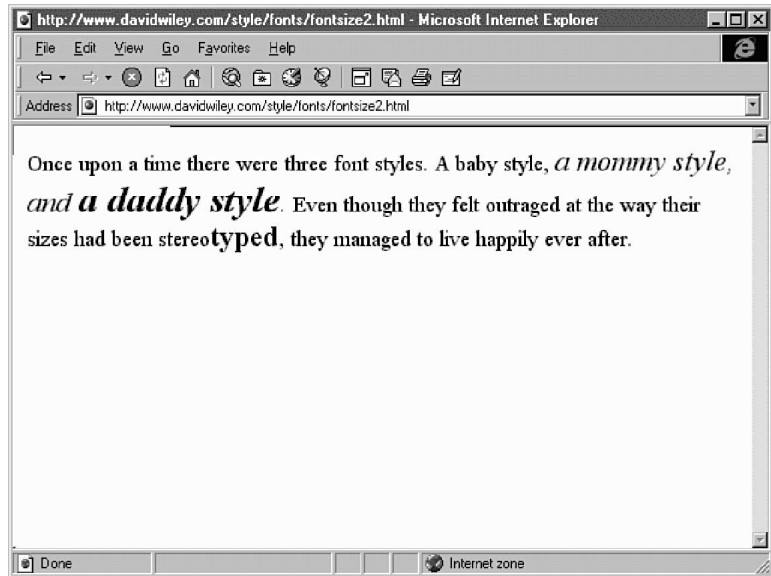 http://www.davidwiley.com/style/fonts/fontsize2.html - Microsoft Internet Explorer
File Edit View Go Favorites Help
Address http://www.davidwiley.com/style/fonts/fontsize2.html
Once upon a time there were three font styles. A baby style, a mommy style,
and a daddy style. Even though they felt outraged at the way their
sizes had been stereotyped, they managed to live happily ever after.
Done Internet zone